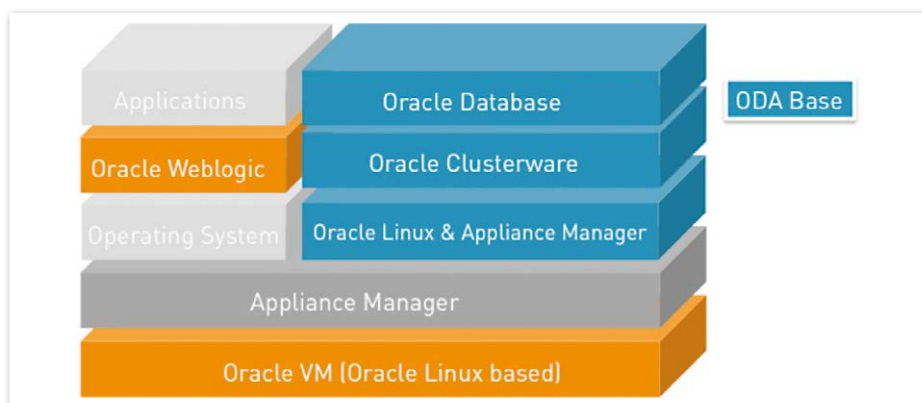 Applications
Oracle Database
ODA Base
Oracle Weblogic
Oracle Clusterware
Operating System
Oracle Linux & Appliance Manager
Appliance Manager
Oracle VM (Oracle Linux based)